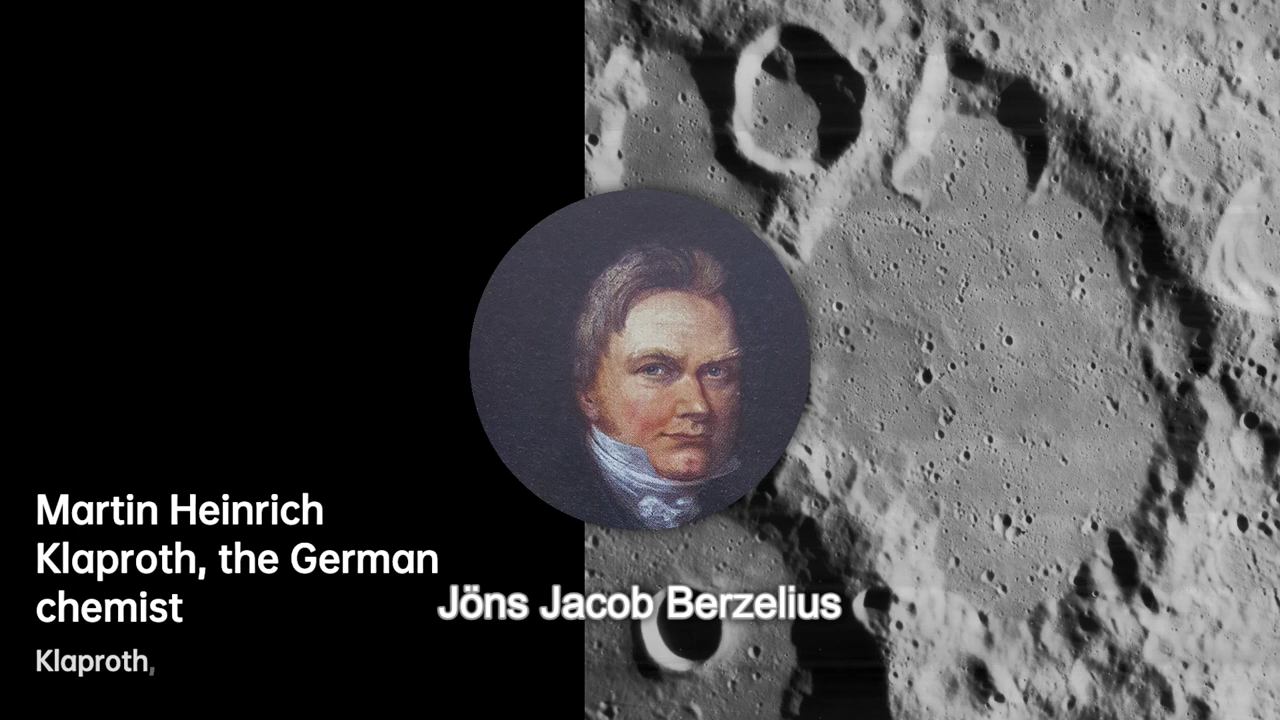 Martin Heinrich
Klaproth, the German
chemist
Jöns Jacob Berzelius
Klaproth,